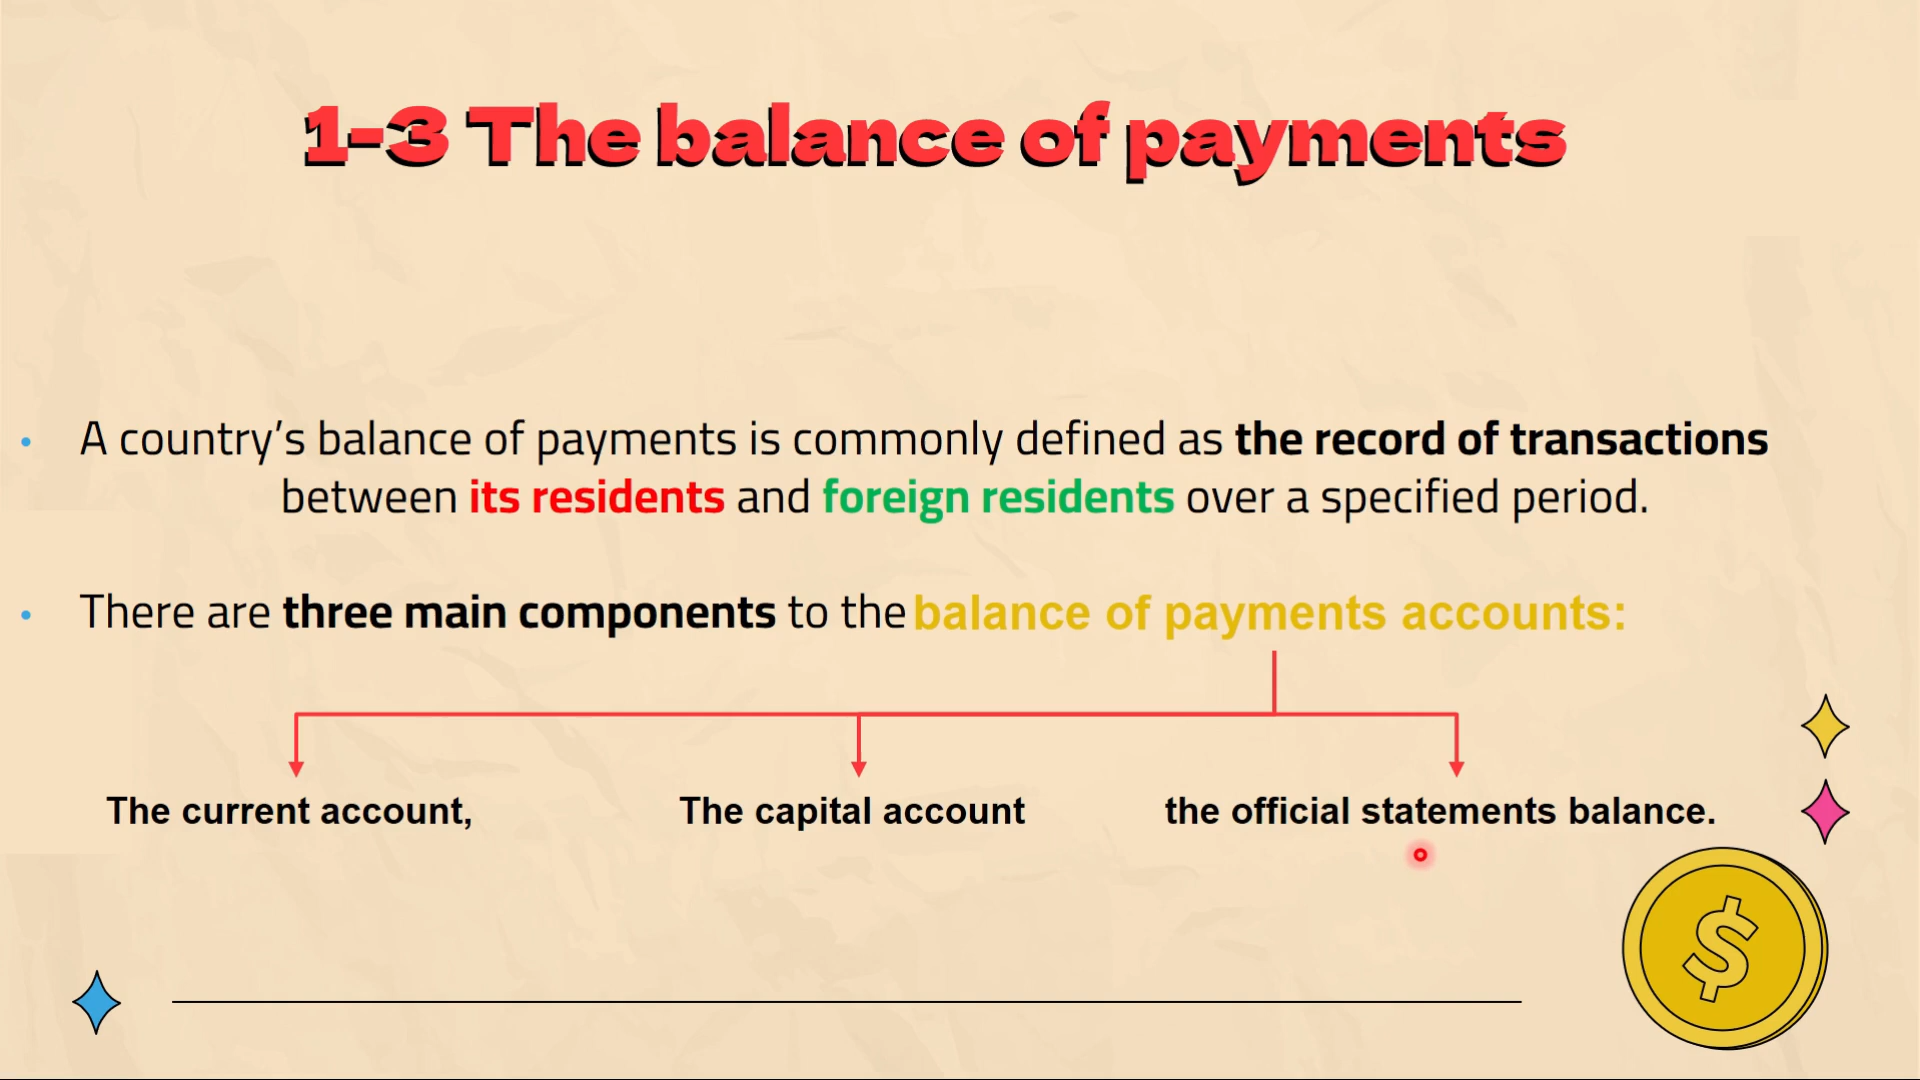 1-3 The balance of payments
• A country’s balance of payments is commonly defined as the record of transactions
between its residents and foreign residents over a specified period.
• There are three main components to the balance of payments accounts:
The current account, The capital account the official statements balance.
$